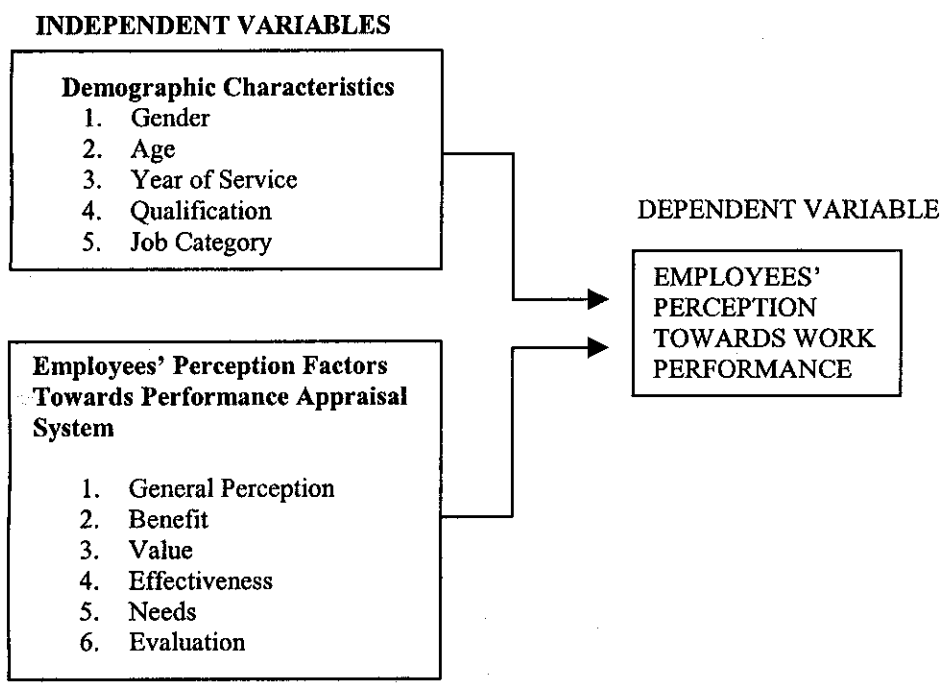 INDEPENDENT VARIABLES
Demographic Characteristics
1. Gender
2. Age
3. Year of Service
4. Qualification
5. Job Category
DEPENDENT VARIABLE
EMPLOYEES'
PERCEPTION
TOWARDS WORK
PERFORMANCE
Employees' Perception Factors
Towards Performance Appraisal
System
1. General Perception
2. Benefit
3. Value
4. Effectiveness
5. Needs
6. Evaluation